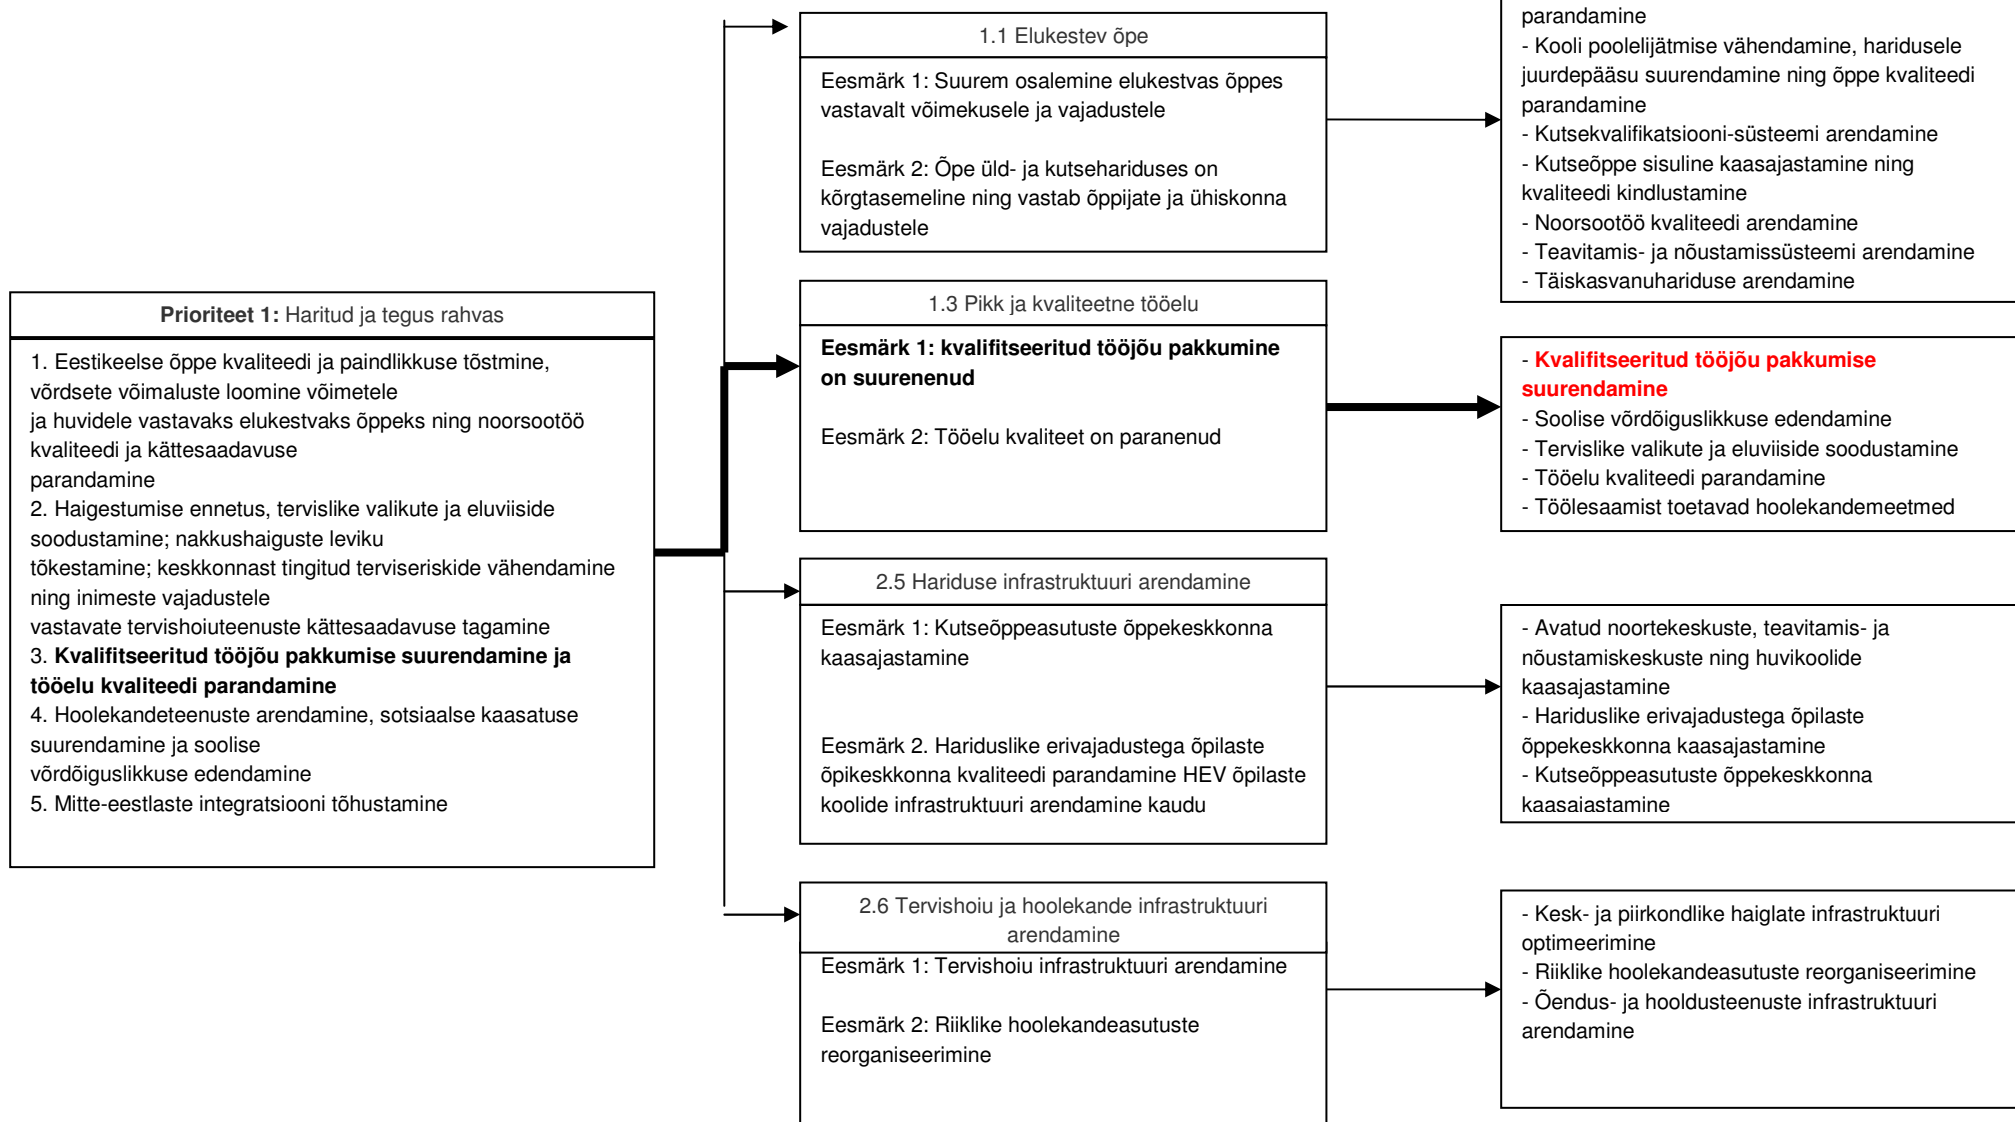 Prioriteet 1: Haritud ja tegus rahvas
1. Eestikeelse õppe kvaliteedi ja paindlikkuse tõstmine,
võrdsete võimaluste loomine võimetele
ja huvidele vastavaks elukestvaks õppeks ning noorsootöö
kvaliteedi ja kättesaadavuse
parandamine
2. Haigestumise ennetus, tervislike valikute ja eluviiside
soodustamine; nakkushaiguste leviku
tõkestamine; keskkonnast tingitud terviseriskide vähendamine
ning inimeste vajadustele
vastavate tervishoiuteenuste kättesaadavuse tagamine
3. Kvalifitseeritud tööjõu pakkumise suurendamine ja
tööelu kvaliteedi parandamine
4. Hoolekandeteenuste arendamine, sotsiaalse kaasatuse
suurendamine ja soolise
võrdõiguslikkuse edendamine
5. Mitte-eestlaste integratsiooni tõhustamine
1.1 Elukestev õpe
Eesmärk 1: Suurem osalemine elukestvas õppes
vastavalt võimekusele ja vajadustele
Eesmärk 2: Õpe üld- ja kutsehariduses on
kõrgtasemeline ning vastab õppijate ja ühiskonna
vajadustele
1.3 Pikk ja kvaliteetne tööelu
Eesmärk 1: kvalifitseeritud tööjõu pakkumine
on suurenenud
Eesmärk 2: Tööelu kvaliteet on paranenud
2.5 Hariduse infrastruktuuri arendamine
Eesmärk 1: Kutseõppeasutuste õppekeskkonna
kaasajastamine
Eesmärk 2. Hariduslike erivajadustega õpilaste
õpikeskkonna kvaliteedi parandamine HEV õpilaste
koolide infrastruktuuri arendamine kaudu
2.6 Tervishoiu ja hoolekande infrastruktuuri
arendamine
Eesmärk 1: Tervishoiu infrastruktuuri arendamine
Eesmärk 2: Riiklike hoolekandeasutuste
reorganiseerimine
parandamine
- Kooli poolelijätmise vähendamine, haridusele
juurdepääsu suurendamine ning õppe kvaliteedi
parandamine
- Kutsekvalifikatsiooni-süsteemi arendamine
- Kutseõppe sisuline kaasajastamine ning
kvaliteedi kindlustamine
- Noorsootöö kvaliteedi arendamine
- Teavitamis- ja nõustamissüsteemi arendamine
- Täiskasvanuhariduse arendamine
- Kvalifitseeritud tööjõu pakkumise
suurendamine
- Soolise võrdõiguslikkuse edendamine
- Tervislike valikute ja eluviiside soodustamine
- Tööelu kvaliteedi parandamine
- Töölesaamist toetavad hoolekandemeetmed
- Avatud noortekeskuste, teavitamis- ja
nõustamiskeskuste ning huvikoolide
kaasajastamine
- Hariduslike erivajadustega õpilaste
õppekeskkonna kaasajastamine
- Kutseõppeasutuste õppekeskkonna
kaasajastamine
- Kesk- ja piirkondlike haiglate infrastruktuuri
optimeerimine
- Riiklike hoolekandeasutuste reorganiseerimine
- Õendus- ja hooldusteenuste infrastruktuuri
arendamine